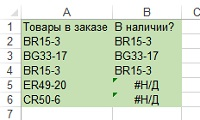 A B C
1 Товары в заказе В наличии?
2 BR15-3 BR15-3
3 BG33-17 BG33-17
4 BR15-3 BR15-3
5 ER49-20 #Н/Д
6 CR50-6 #Н/Д
7